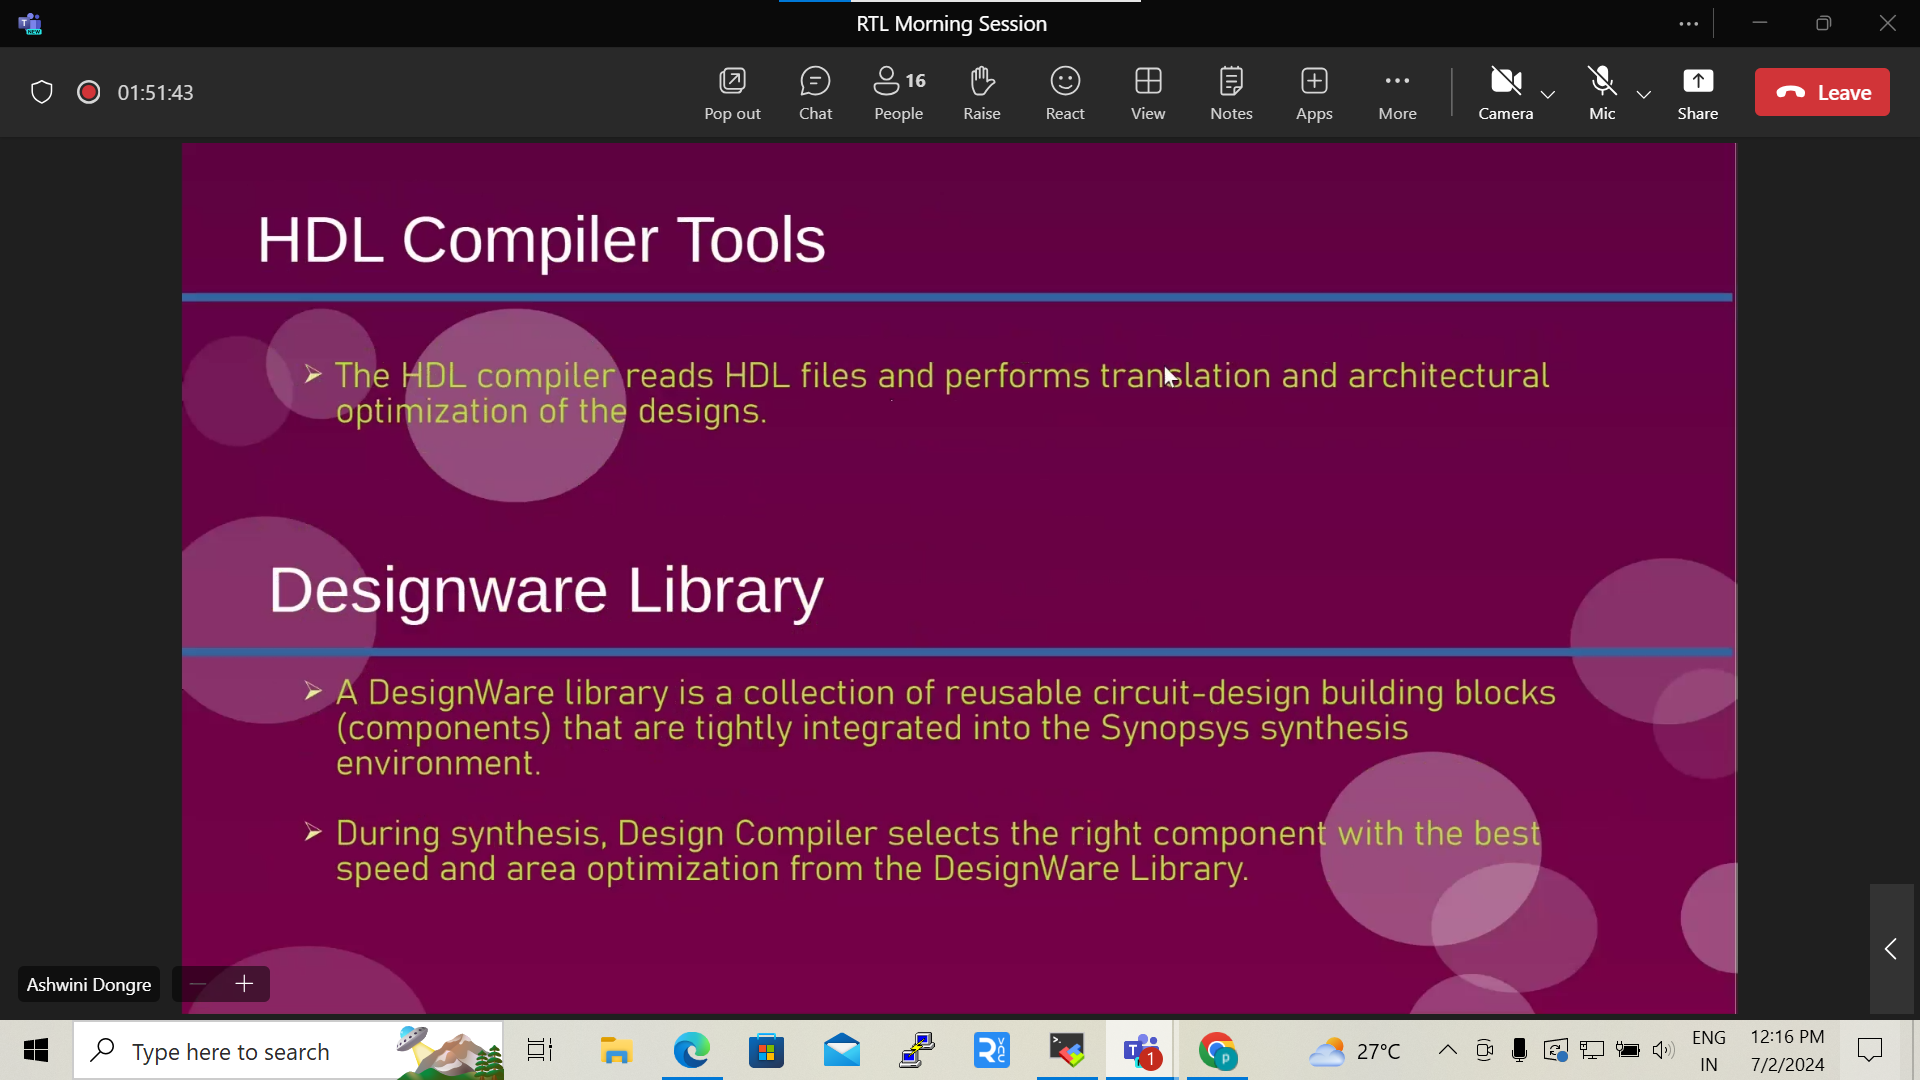 RTL Morning Session
01:51:43
Pop out
Chat
16
People
Raise
React
View
Notes
Apps
More
Camera
Mic
Share
Leave
HDL Compiler Tools
➢ The HDL compiler reads HDL files and performs translation and architectural
optimization of the designs.
Designware Library
➢ A DesignWare library is a collection of reusable circuit-design building blocks
(components) that are tightly integrated into the Synopsys synthesis
environment.
➢ During synthesis, Design Compiler selects the right component with the best
speed and area optimization from the DesignWare Library.
Ashwini Dongre
Type here to search
27°C
ENG
IN
12:16 PM
7/2/2024